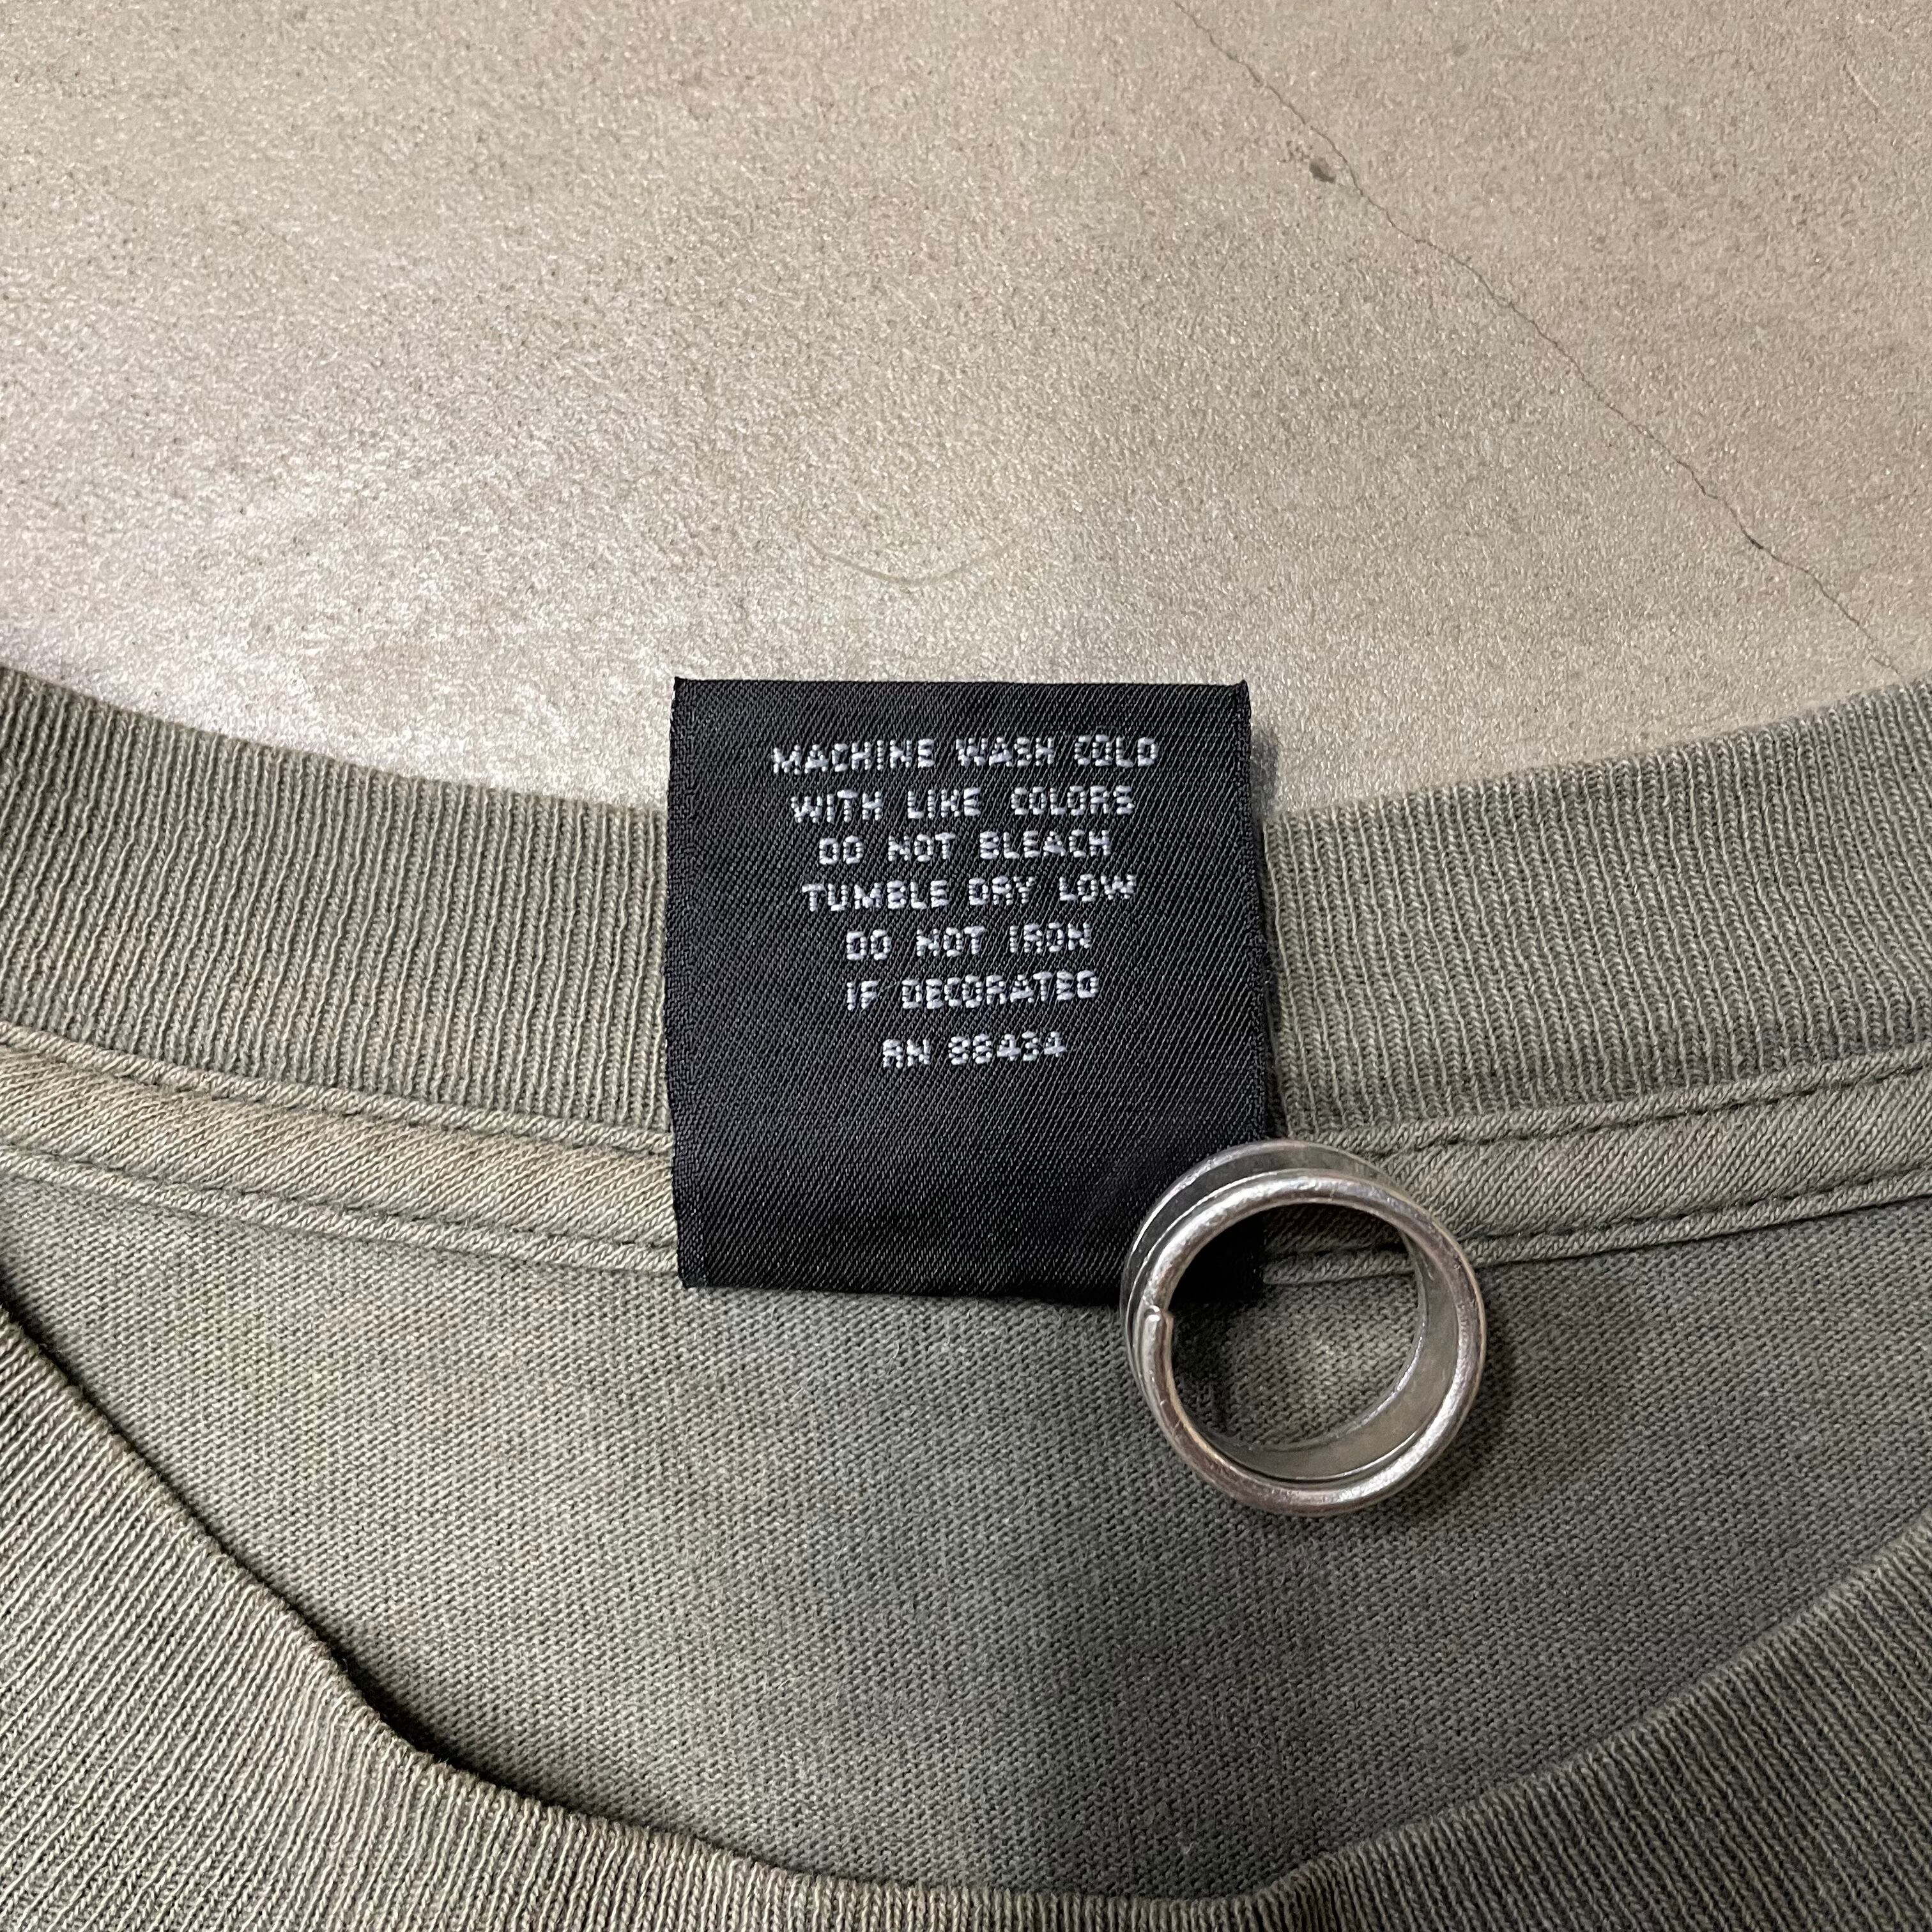 MACHINE WASH COLD
WITH LIKE COLORS
DO NOT BLEACH
TUMBLE DRY LOW
DO NOT IRON
IF DECORATED
RN 88434